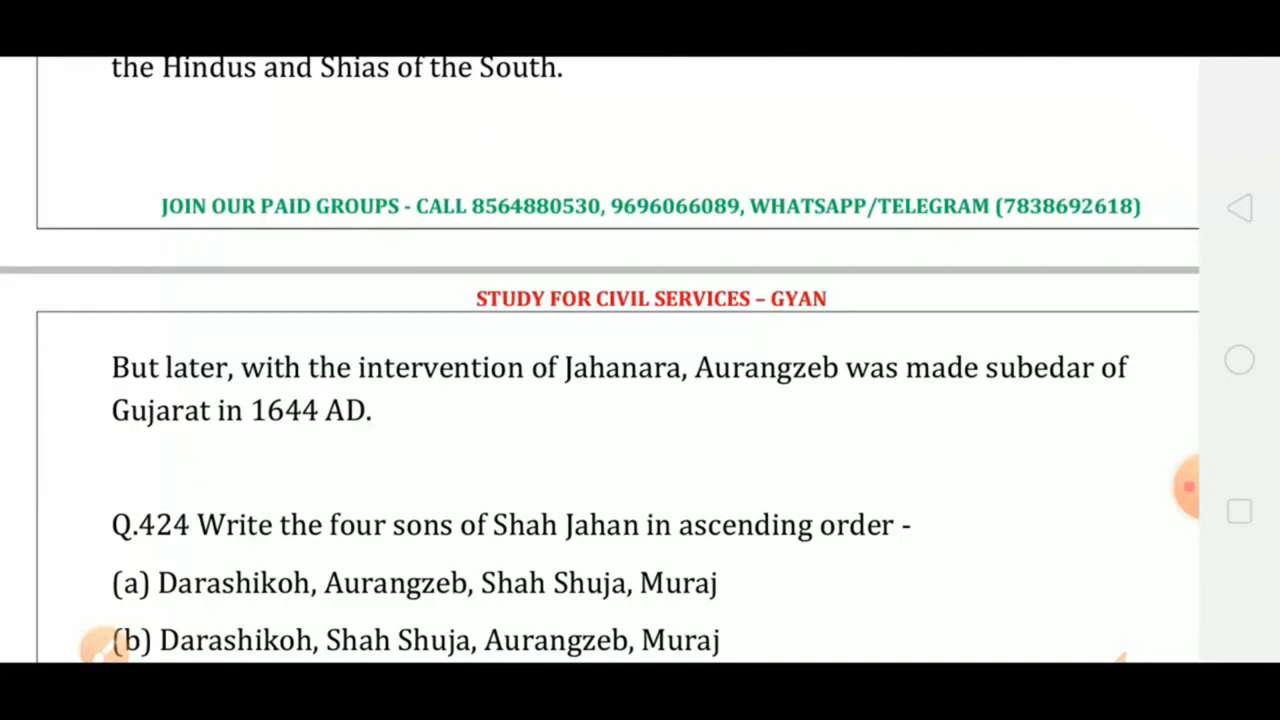 the Hindus and Shias of the South.
JOIN OUR PAID GROUPS - CALL 8564880530, 9696066089, WHATSAPP/TELEGRAM (7838692618)
STUDY FOR CIVIL SERVICES – GYAN
But later, with the intervention of Jahanara, Aurangzeb was made subedar of
Gujarat in 1644 AD.
Q.424 Write the four sons of Shah Jahan in ascending order -
(a) Darashikoh, Aurangzeb, Shah Shuja, Muraj
(b) Darashikoh, Shah Shuja, Aurangzeb, Muraj